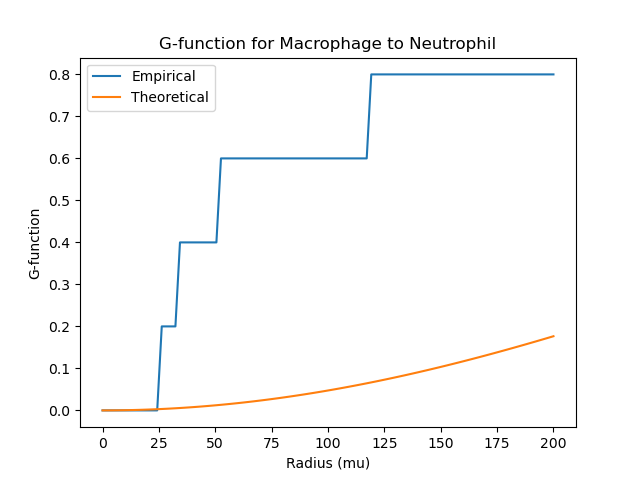 G-function for Macrophage to Neutrophil
Empirical
Theoretical
0.8
0.7
0.6
0.5
0.4
0.3
0.2
0.1
0.0
G-function
0 25 50 75 100 125 150 175 200
Radius (mu)